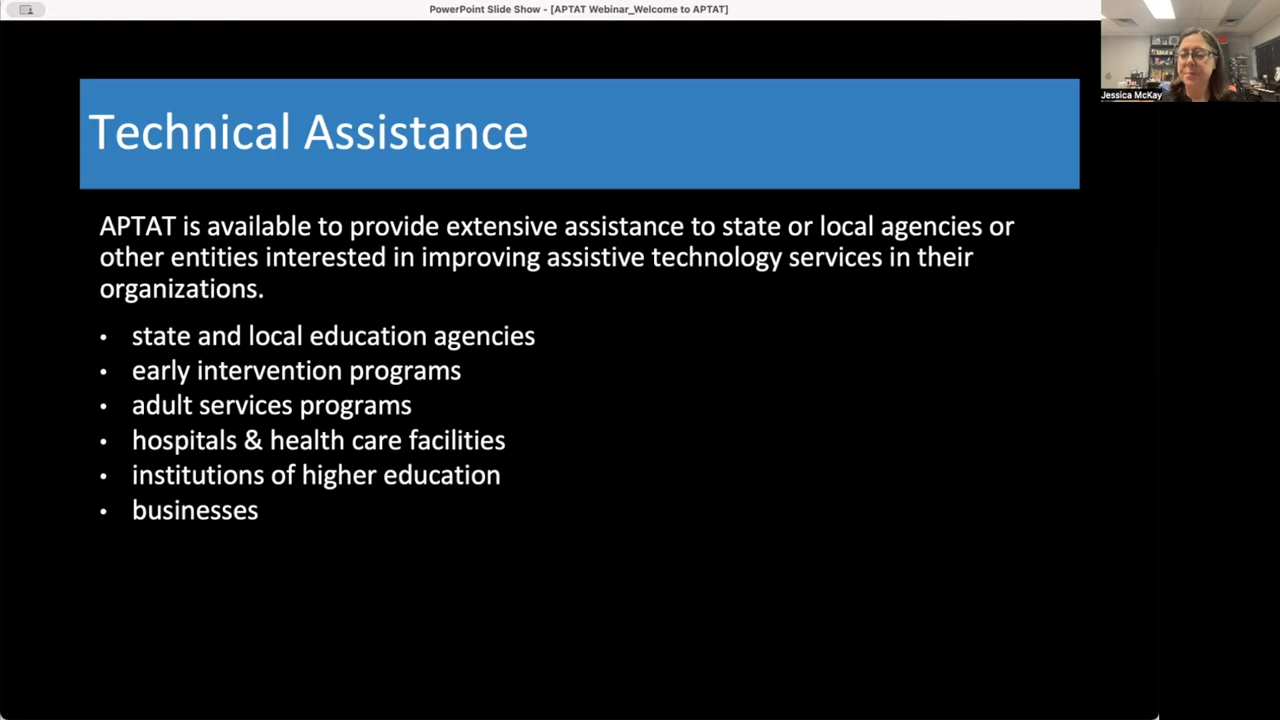 PowerPoint Slide Show - [APTAT Webinar_Welcome to APTAT]
Jessica McKay
Technical Assistance
APTAT is available to provide extensive assistance to state or local agencies or
other entities interested in improving assistive technology services in their
organizations.
• state and local education agencies
• early intervention programs
• adult services programs
• hospitals & health care facilities
• institutions of higher education
• businesses